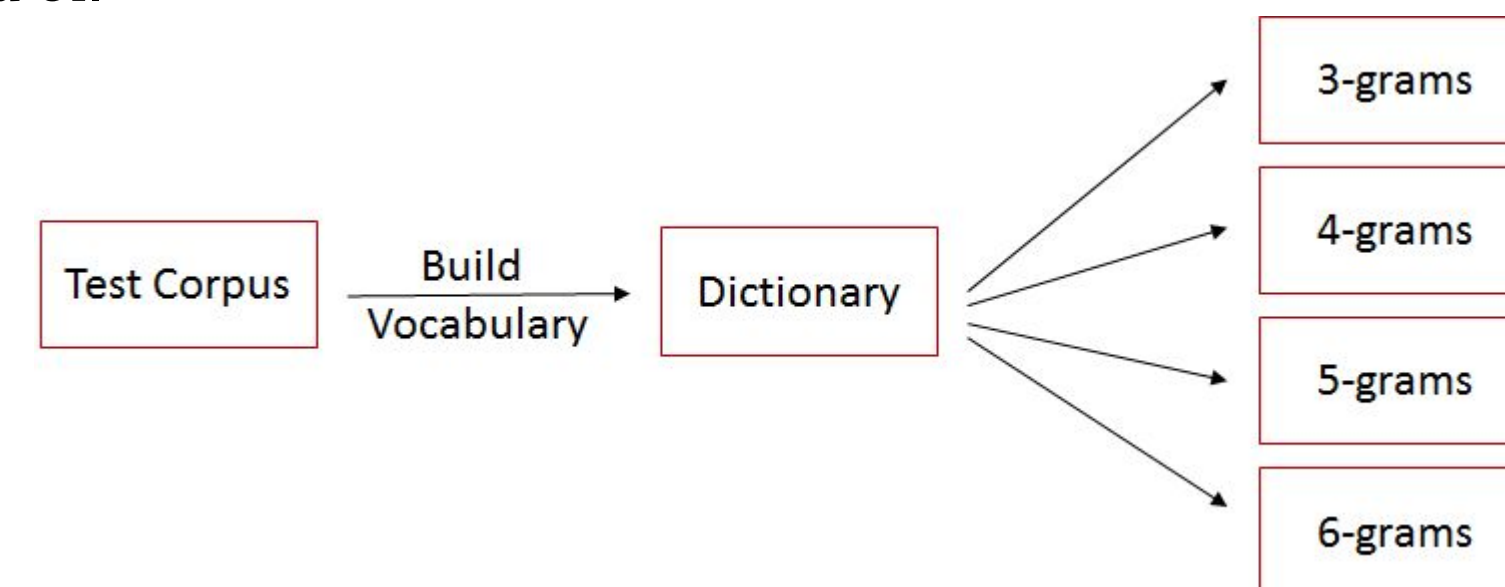 Test Corpus
Build
Vocabulary
Dictionary
3-grams
4-grams
5-grams
6-grams